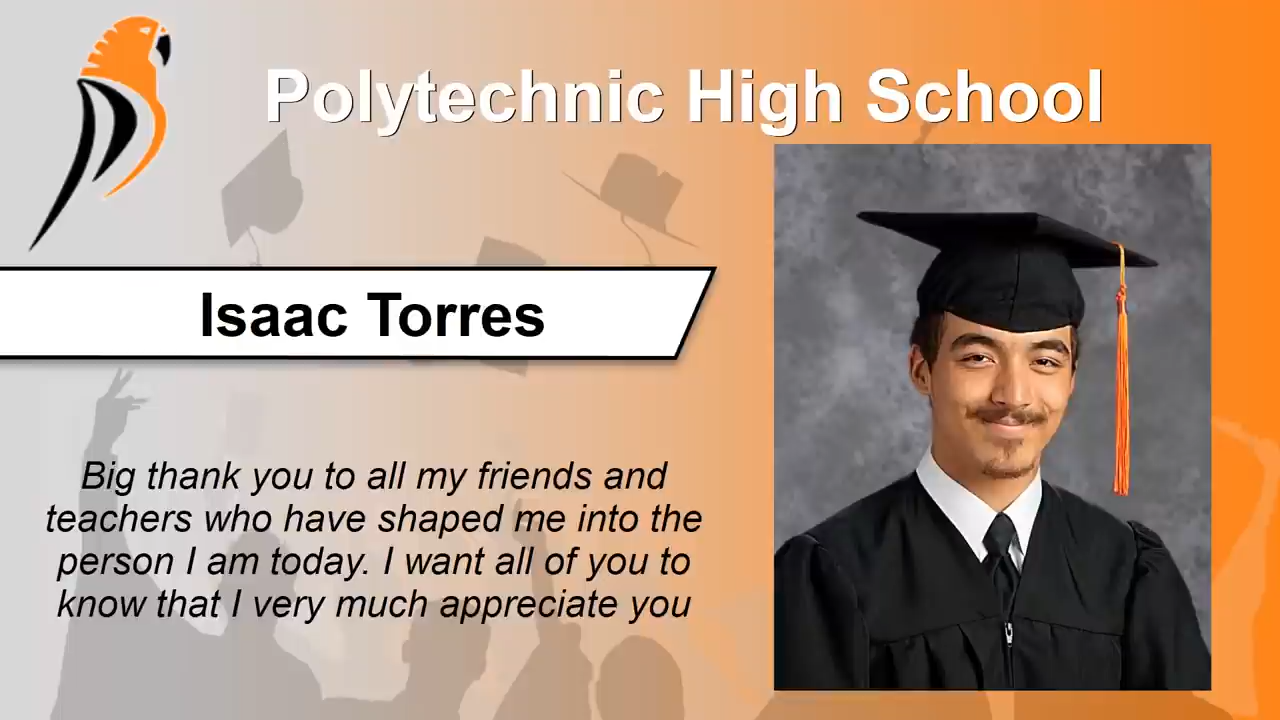 Polytechnic High School
Isaac Torres
Big thank you to all my friends and
teachers who have shaped me into the
person I am today. I want all of you to
know that I very much appreciate you